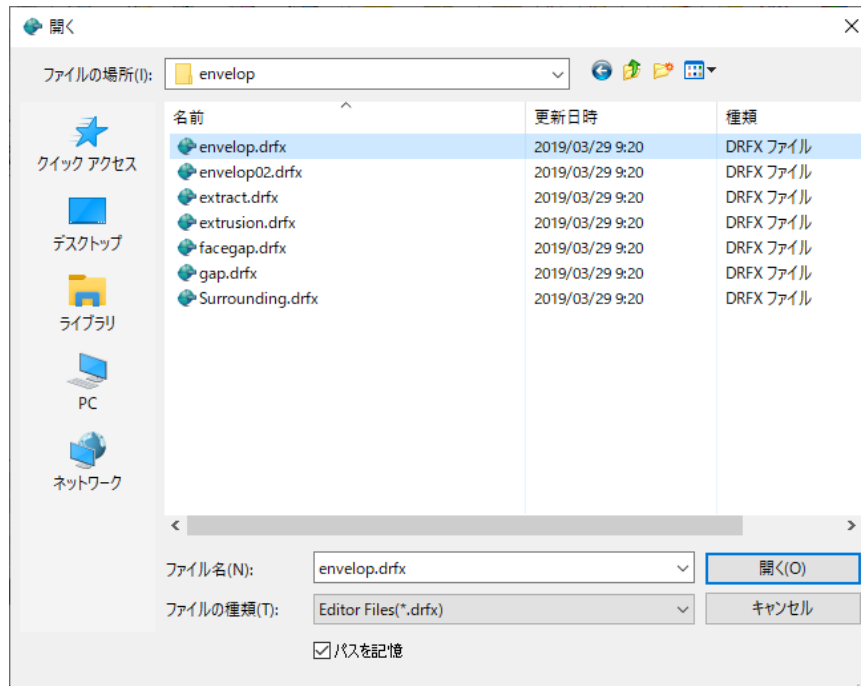 開く
ファイルの場所(I): envelop
名前 更新日時 種類
envelop.drfx 2019/03/29 9:20 DRFX ファイル
envelop02.drfx 2019/03/29 9:20 DRFX ファイル
extract.drfx 2019/03/29 9:20 DRFX ファイル
extrusion.drfx 2019/03/29 9:20 DRFX ファイル
facegap.drfx 2019/03/29 9:20 DRFX ファイル
gap.drfx 2019/03/29 9:20 DRFX ファイル
Surrounding.drfx 2019/03/29 9:20 DRFX ファイル
クイック アクセス
デスクトップ
ライブラリ
PC
ネットワーク
ファイル名(N): envelop.drfx 開く(O)
ファイルの種類(T): Editor Files(*.drfx) キャンセル
パスを記憶